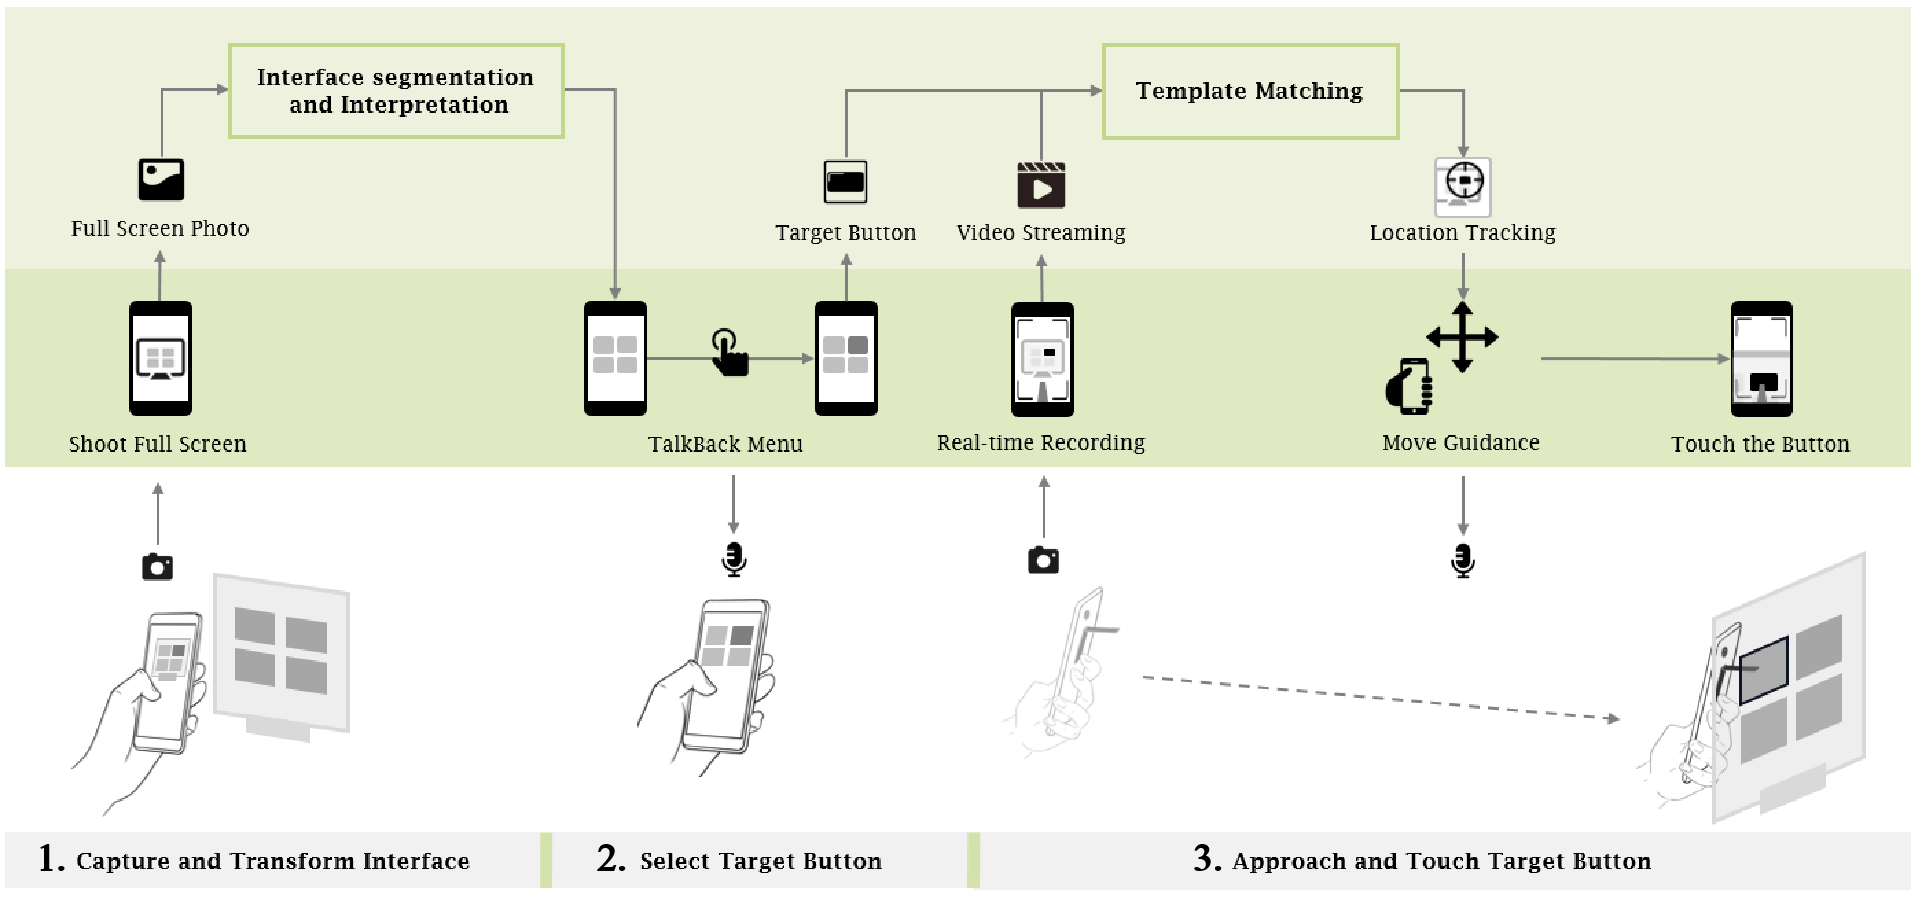 Interface segmentation
and Interpretation
Template Matching
Full Screen Photo
Target Button
Video Streaming
Location Tracking
Shoot Full Screen
TalkBack Menu
Real-time Recording
Move Guidance
Touch the Button
1. Capture and Transform Interface
2. Select Target Button
3. Approach and Touch Target Button